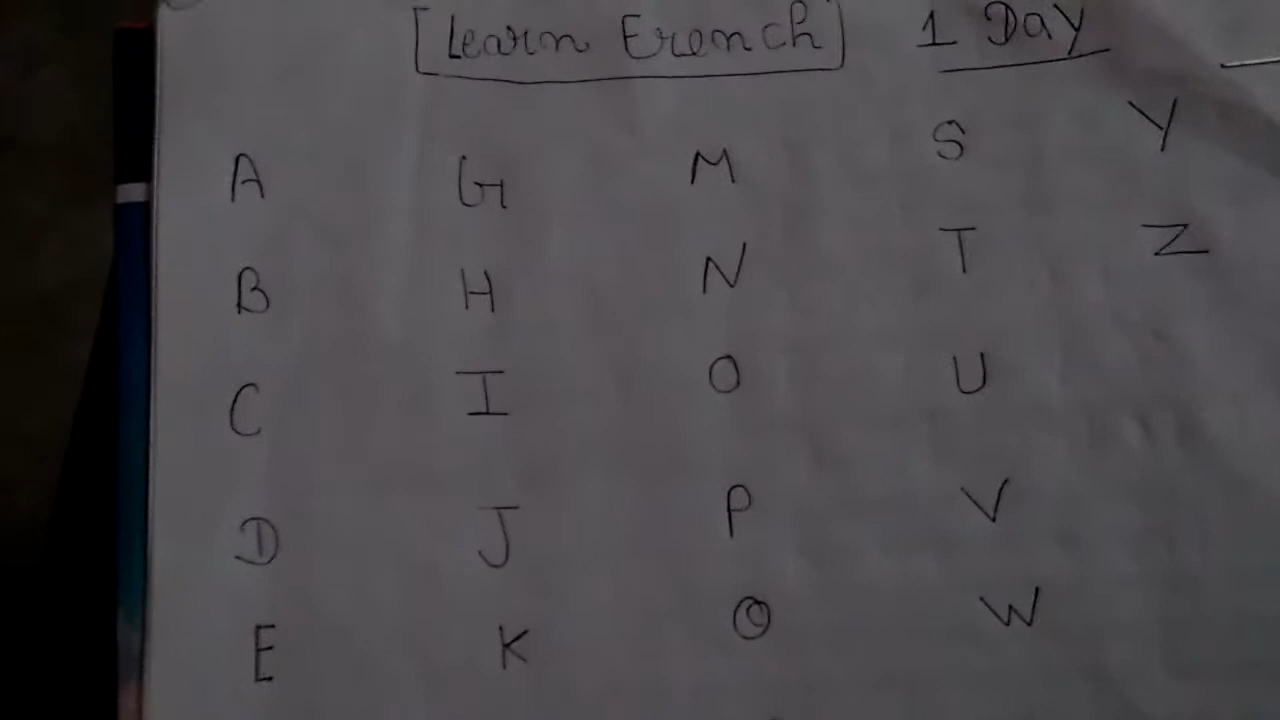 Learn French 1 Day
A G M S Y
B H N T Z
C I O U
D J P V
E K Q W